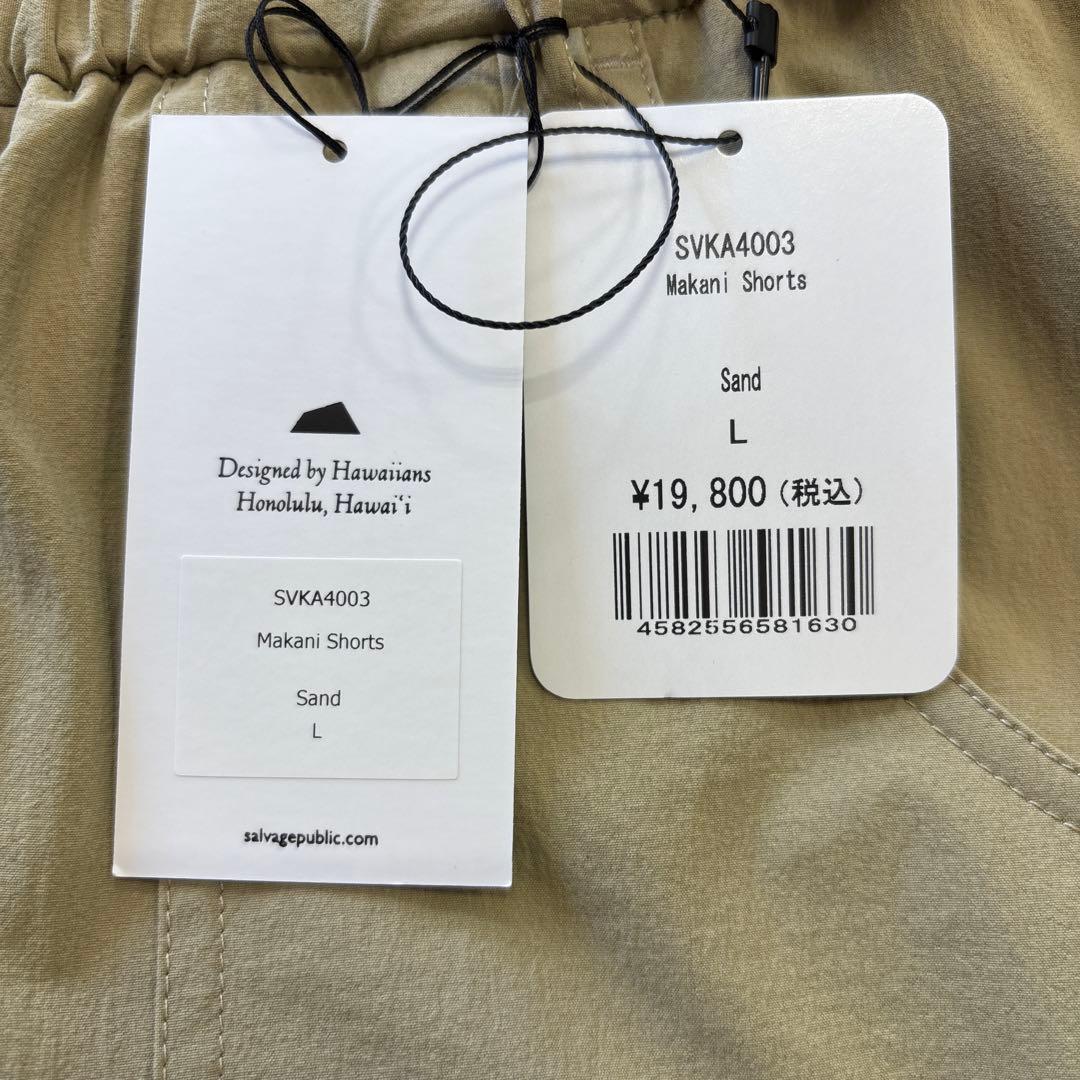 Designed by Hawaiians
Honolulu, Hawaiʻi
SVKA4003
Makani Shorts
Sand
L
salvagepublic.com
SVKA4003
Makani Shorts
Sand
L
¥19,800(税込)
4582556581630